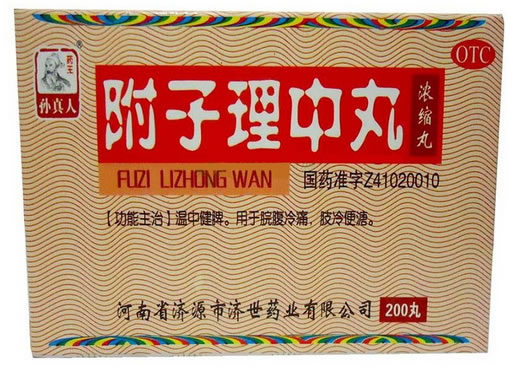 药王
®
孙真人
OTC
附子理中丸
浓缩丸
FUZI LIZHONG WAN
国药准字Z41020010
【功能主治】温中健脾。用于脘腹冷痛，肢冷便溏。
河南省济源市济世药业有限公司
200丸